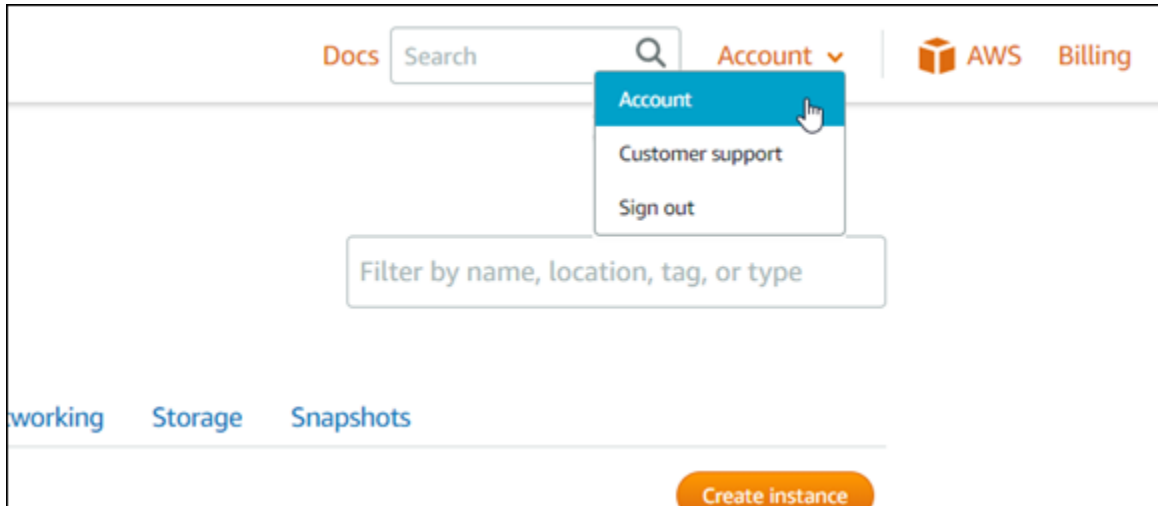 Docs Search Account AWS Billing
Account
Customer support
Sign out
Filter by name, location, tag, or type
tworking Storage Snapshots
Create instance